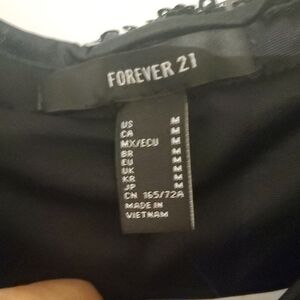 FOREVER 21
US M
CA M
MX/ECU M
BR M
EU M
UK M
KR M
JP M
CN 165/72A
MADE IN
VIETNAM